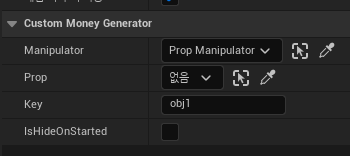 Custom Money Generator
Manipulator Prop Manipulator
Prop 없음
Key obj1
IsHideOnStarted